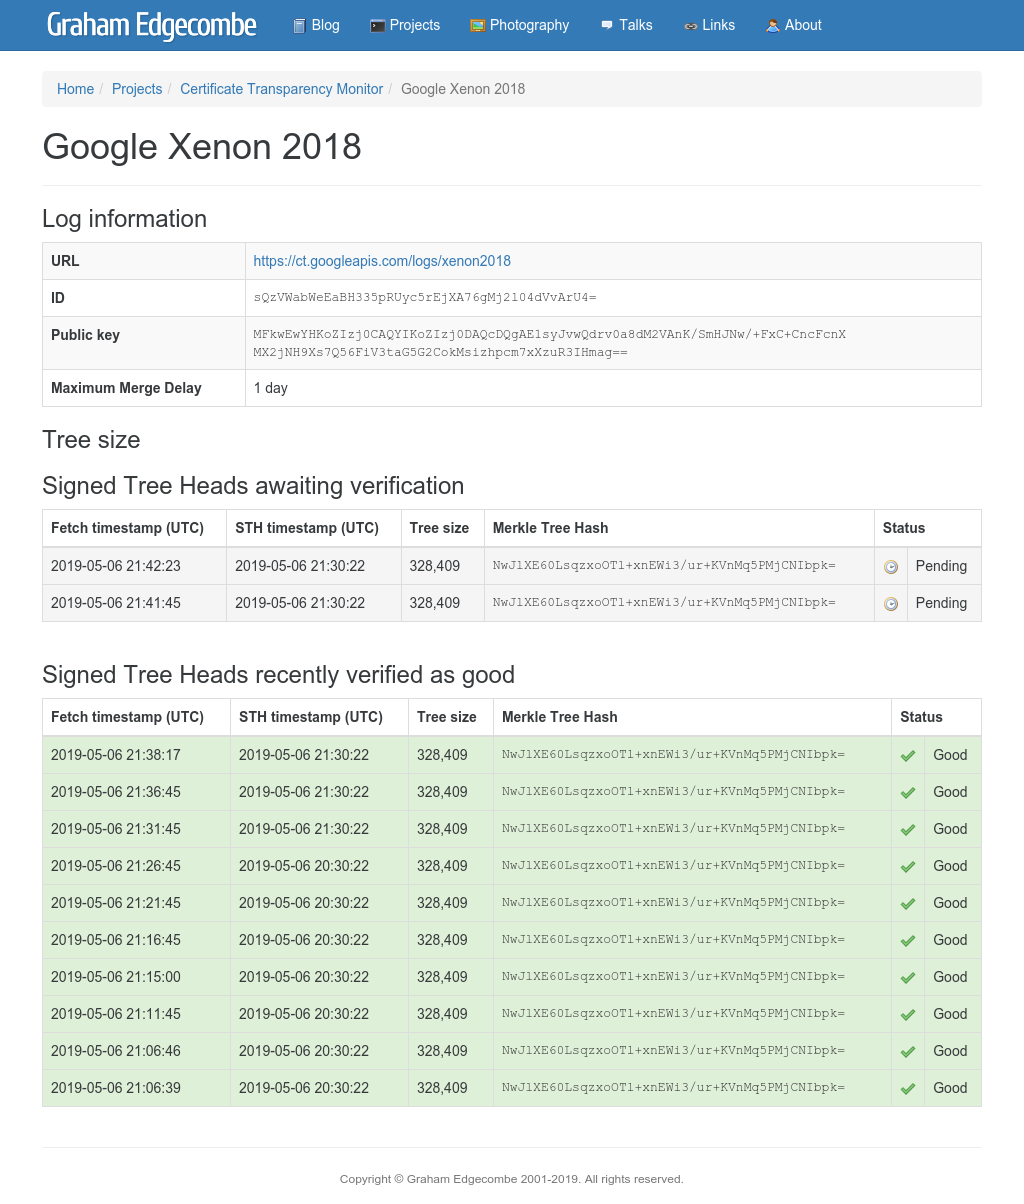 Graham Edgecombe Blog Projects Photography Talks Links About
Home / Projects / Certificate Transparency Monitor / Google Xenon 2018
Google Xenon 2018
Log information
URL https://ct.googleapis.com/logs/xenon2018
ID sQzVWabWeEaBH335pRUyc5rEjXA76gMj2l04dVvArU4=
Public key MFkwEwYHKoZIzj0CAQYIKoZIzj0DAQcDQgAElsyJvwQdrv0a8dM2VAnK/SmHJNw/+FxC+CncFcnX
MX2jNH9Xs7Q56FiV3taG5G2CokMsizhpcm7xXzuR3IHmag==
Maximum Merge Delay 1 day
Tree size
Signed Tree Heads awaiting verification
Fetch timestamp (UTC) STH timestamp (UTC) Tree size Merkle Tree Hash Status
2019-05-06 21:42:23 2019-05-06 21:30:22 328,409 NwJlXE60LsqzxoOTl+xnEWi3/ur+KVnMq5PMjCNIbpk= Pending
2019-05-06 21:41:45 2019-05-06 21:30:22 328,409 NwJlXE60LsqzxoOTl+xnEWi3/ur+KVnMq5PMjCNIbpk= Pending
Signed Tree Heads recently verified as good
Fetch timestamp (UTC) STH timestamp (UTC) Tree size Merkle Tree Hash Status
2019-05-06 21:38:17 2019-05-06 21:30:22 328,409 NwJlXE60LsqzxoOTl+xnEWi3/ur+KVnMq5PMjCNIbpk= Good
2019-05-06 21:36:45 2019-05-06 21:30:22 328,409 NwJlXE60LsqzxoOTl+xnEWi3/ur+KVnMq5PMjCNIbpk= Good
2019-05-06 21:31:45 2019-05-06 21:30:22 328,409 NwJlXE60LsqzxoOTl+xnEWi3/ur+KVnMq5PMjCNIbpk= Good
2019-05-06 21:26:45 2019-05-06 20:30:22 328,409 NwJlXE60LsqzxoOTl+xnEWi3/ur+KVnMq5PMjCNIbpk= Good
2019-05-06 21:21:45 2019-05-06 20:30:22 328,409 NwJlXE60LsqzxoOTl+xnEWi3/ur+KVnMq5PMjCNIbpk= Good
2019-05-06 21:16:45 2019-05-06 20:30:22 328,409 NwJlXE60LsqzxoOTl+xnEWi3/ur+KVnMq5PMjCNIbpk= Good
2019-05-06 21:15:00 2019-05-06 20:30:22 328,409 NwJlXE60LsqzxoOTl+xnEWi3/ur+KVnMq5PMjCNIbpk= Good
2019-05-06 21:11:45 2019-05-06 20:30:22 328,409 NwJlXE60LsqzxoOTl+xnEWi3/ur+KVnMq5PMjCNIbpk= Good
2019-05-06 21:06:46 2019-05-06 20:30:22 328,409 NwJlXE60LsqzxoOTl+xnEWi3/ur+KVnMq5PMjCNIbpk= Good
2019-05-06 21:06:39 2019-05-06 20:30:22 328,409 NwJlXE60LsqzxoOTl+xnEWi3/ur+KVnMq5PMjCNIbpk= Good
Copyright © Graham Edgecombe 2001-2019. All rights reserved.